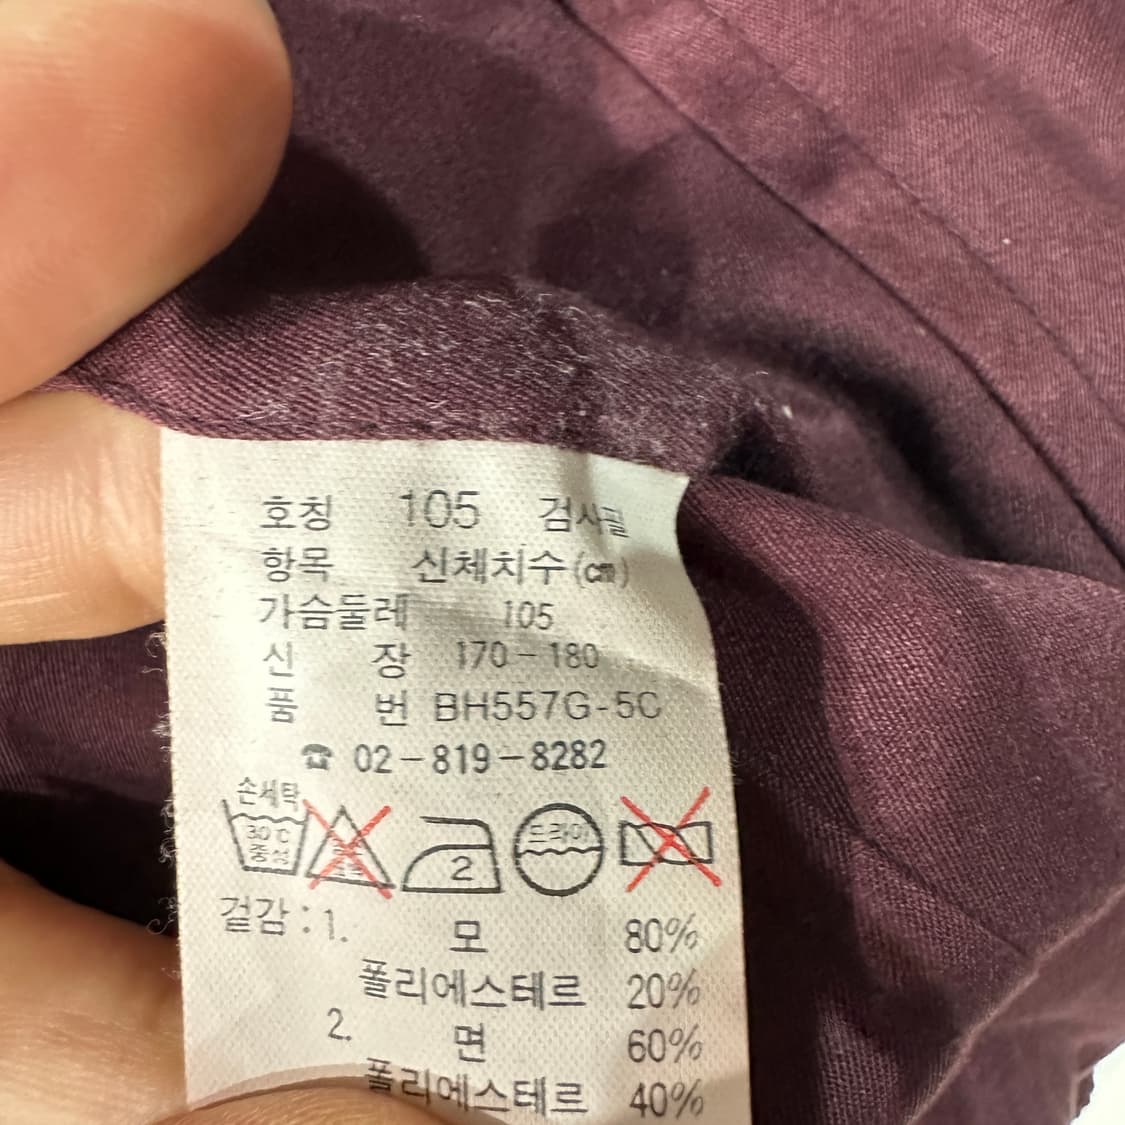 호칭 105 검사필
항목 신체치수(cm)
가슴둘레 105
신 장 170-180
품 번 BH557G-5C
☎ 02-819-8282
손세탁
30℃
중성
2
드라이
겉감:1. 모 80%
폴리에스테르 20%
2. 면 60%
폴리에스테르 40%